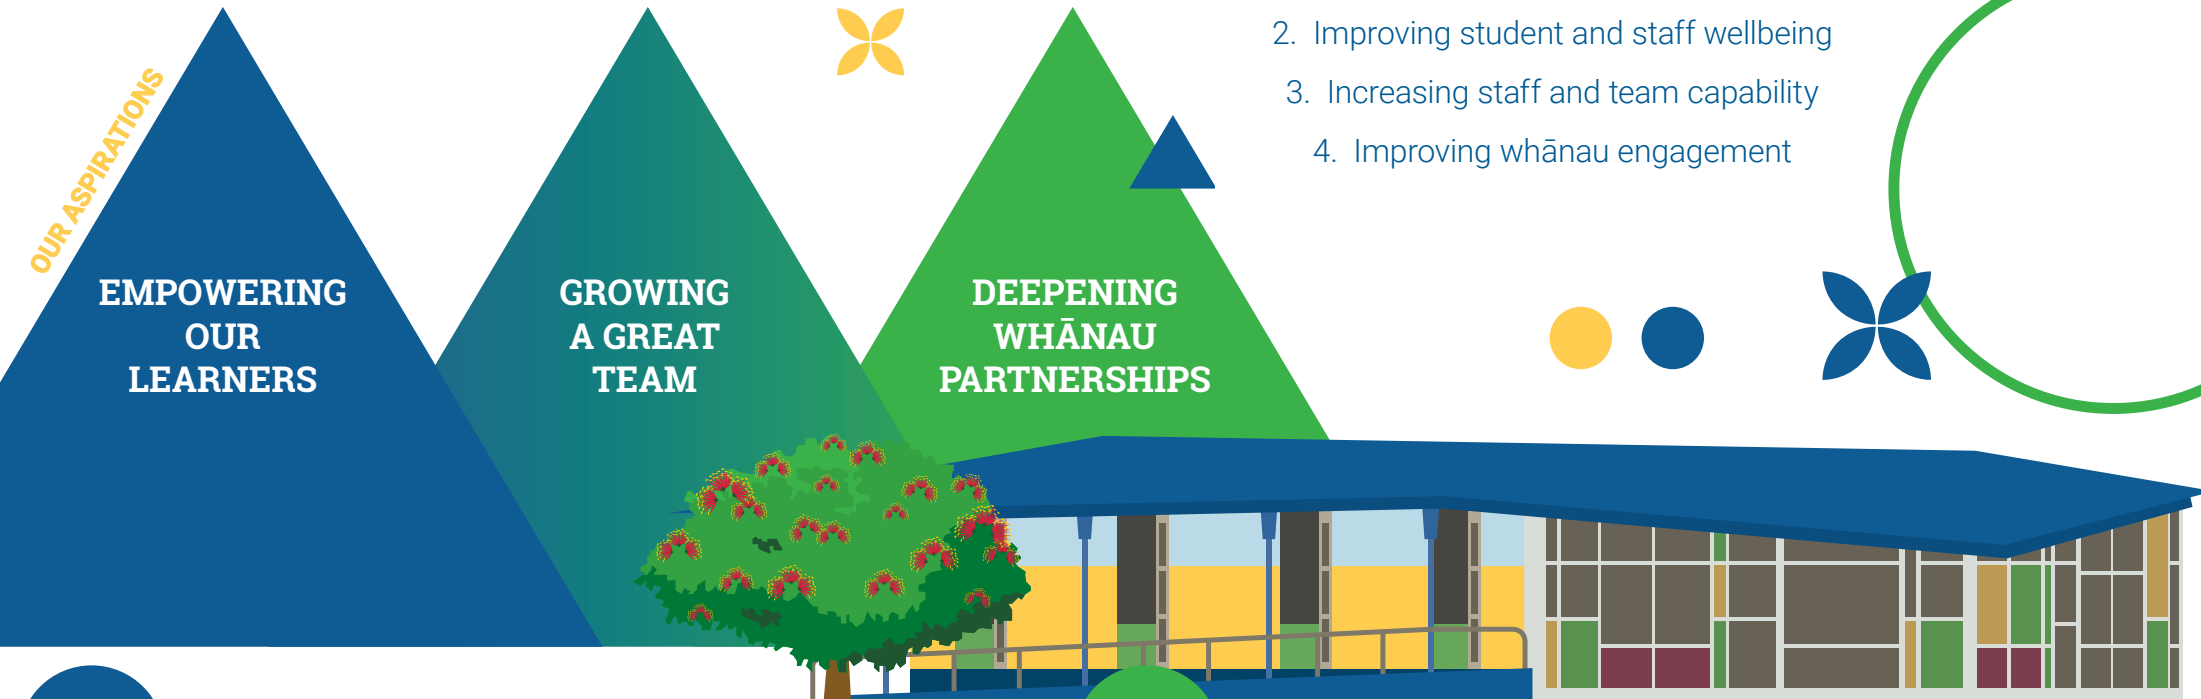 OUR ASPIRATIONS
EMPOWERING
OUR
LEARNERS
GROWING
A GREAT
TEAM
DEEPENING
WHĀNAU
PARTNERSHIPS
2. Improving student and staff wellbeing
3. Increasing staff and team capability
4. Improving whānau engagement